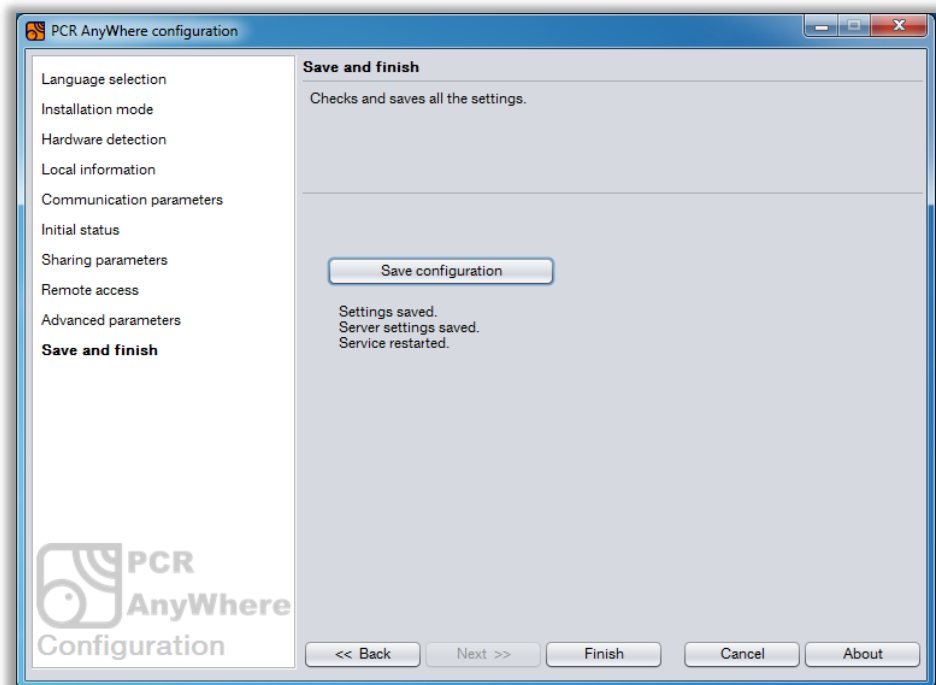 PCR AnyWhere configuration
Language selection
Installation mode
Hardware detection
Local information
Communication parameters
Initial status
Sharing parameters
Remote access
Advanced parameters
Save and finish
PCR
AnyWhere
Configuration
Save and finish
Checks and saves all the settings.
Save configuration
Settings saved.
Server settings saved.
Service restarted.
<< Back
Next >>
Finish
Cancel
About